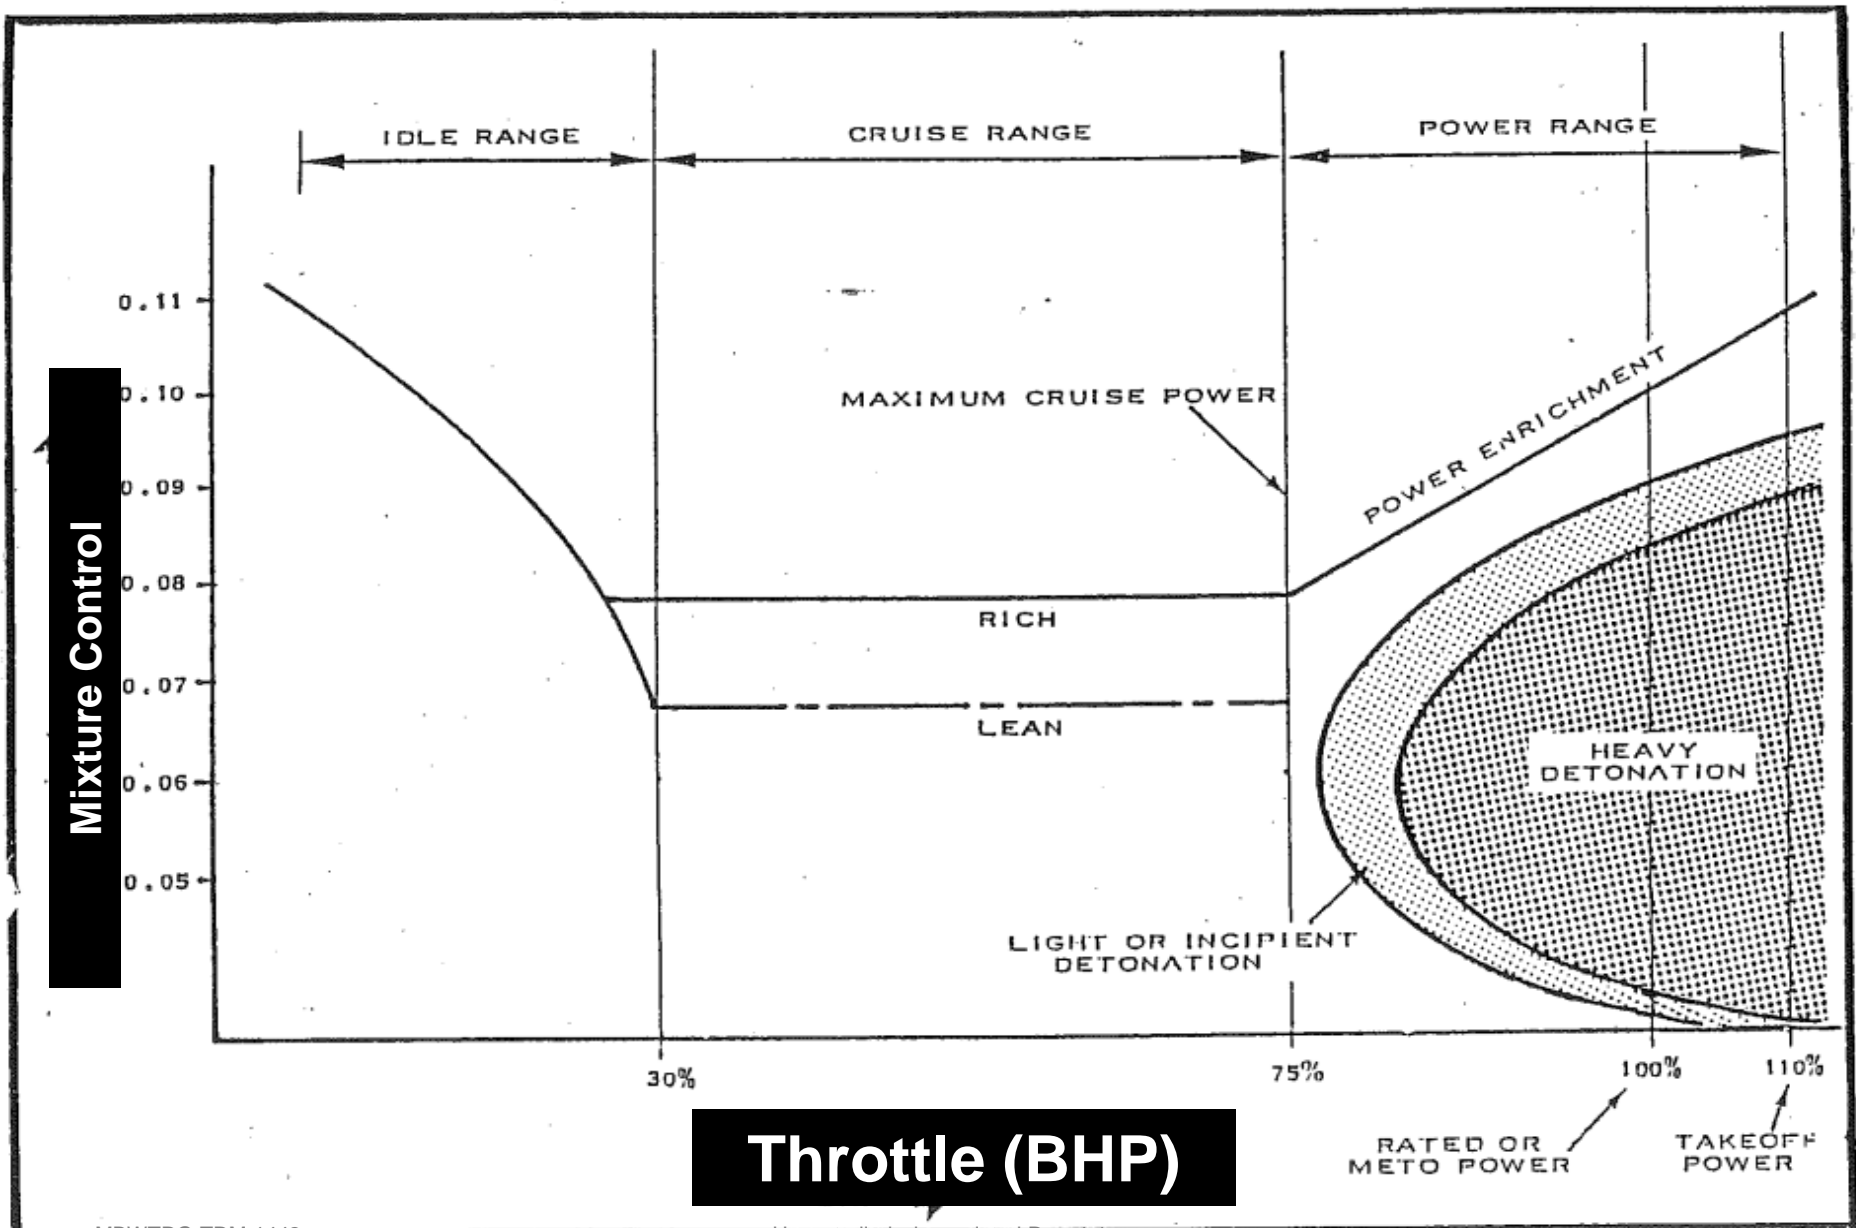 IDLE RANGE
CRUISE RANGE
POWER RANGE
0.11
0.10
0.09
0.08
0.07
0.06
0.05
Mixture Control
MAXIMUM CRUISE POWER
POWER ENRICHMENT
RICH
LEAN
HEAVY
DETONATION
LIGHT OR INCIPIENT
DETONATION
30%
75%
100%
110%
Throttle (BHP)
RATED OR
METO POWER
TAKEOFF
POWER